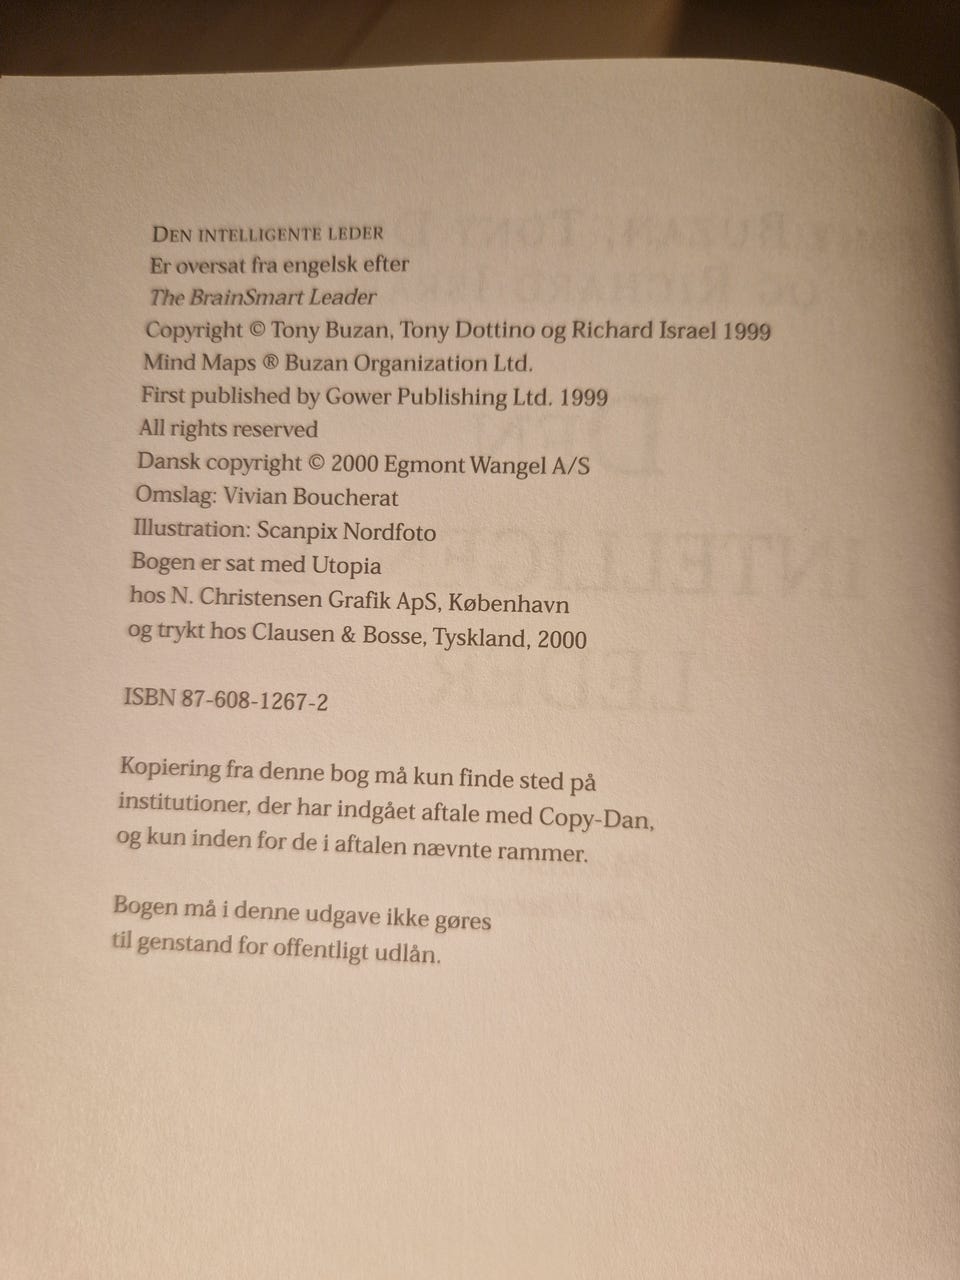 DEN INTELLIGENTE LEDER
Er oversat fra engelsk efter
The BrainSmart Leader
Copyright © Tony Buzan, Tony Dottino og Richard Israel 1999
Mind Maps ® Buzan Organization Ltd.
First published by Gower Publishing Ltd. 1999
All rights reserved
Dansk copyright © 2000 Egmont Wangel A/S
Omslag: Vivian Boucherat
Illustration: Scanpix Nordfoto
Bogen er sat med Utopia
hos N. Christensen Grafik ApS, København
og trykt hos Clausen & Bosse, Tyskland, 2000
ISBN 87-608-1267-2
Kopiering fra denne bog må kun finde sted på
institutioner, der har indgået aftale med Copy-Dan,
og kun inden for de i aftalen nævnte rammer.
Bogen må i denne udgave ikke gøres
til genstand for offentligt udlån.